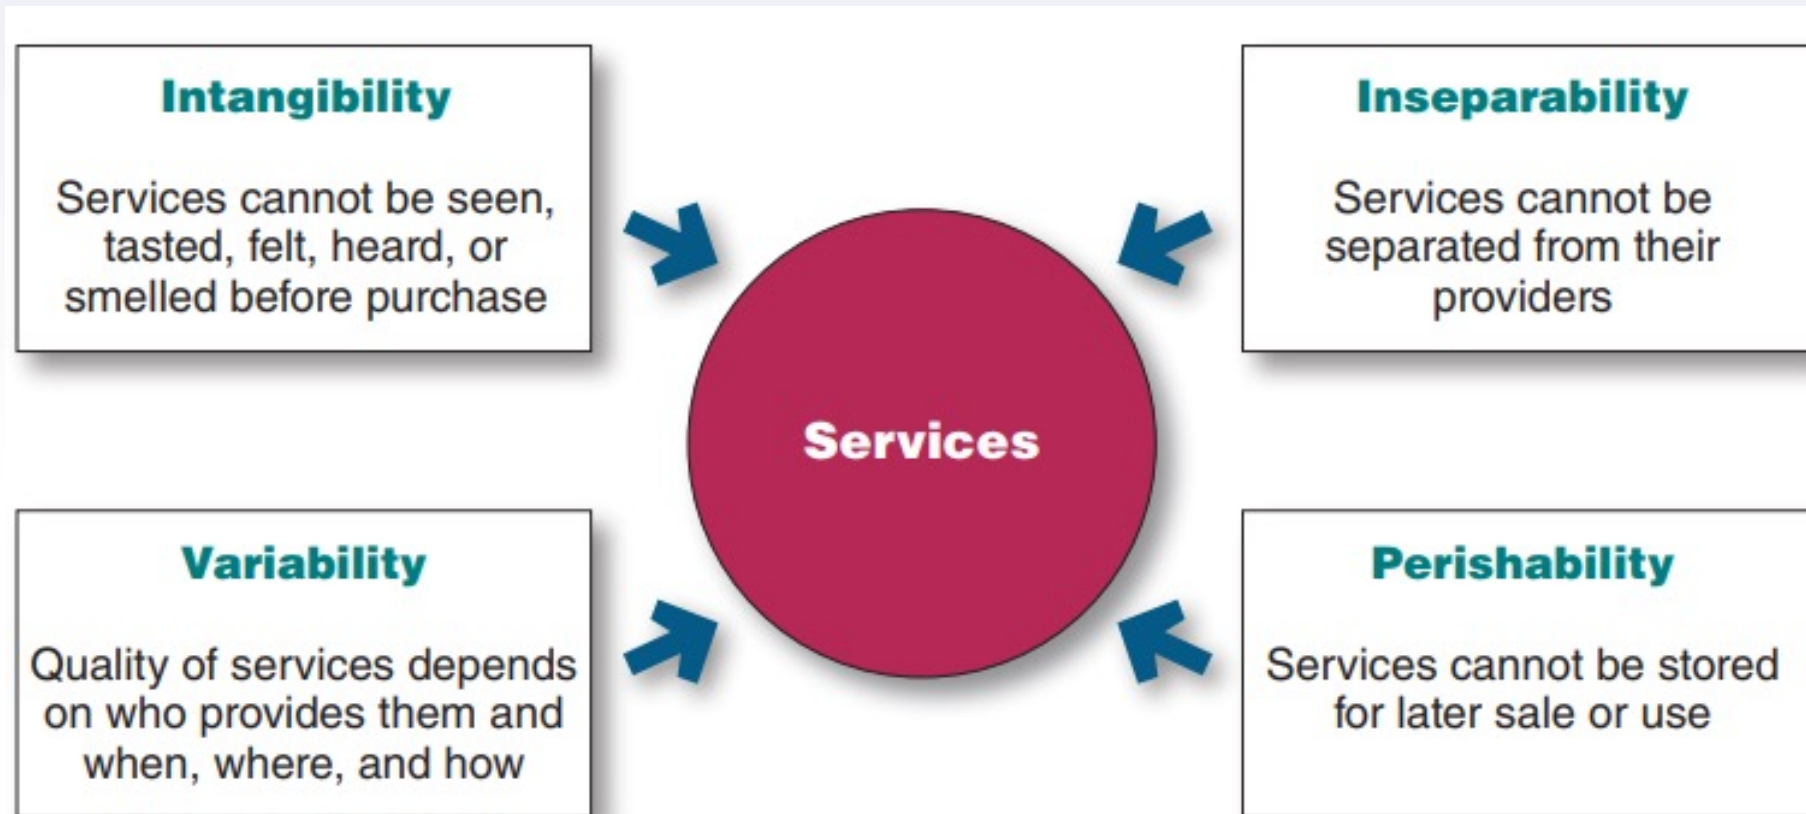 Intangibility
Services cannot be seen,
tasted, felt, heard, or
smelled before purchase
Inseparability
Services cannot be
separated from their
providers
Services
Variability
Quality of services depends
on who provides them and
when, where, and how
Perishability
Services cannot be stored
for later sale or use